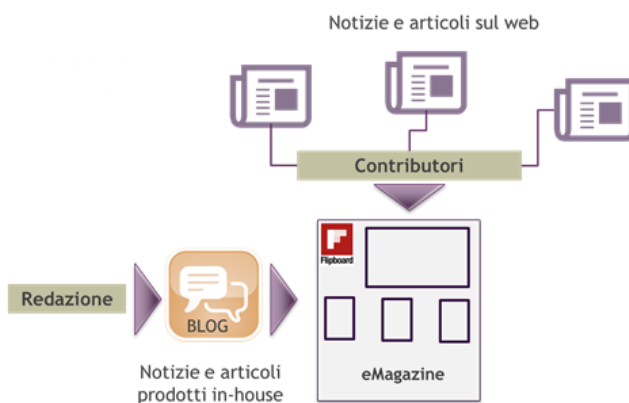 Notizie e articoli sul web
Contributori
Flipboard
Redazione
BLOG
Notizie e articoli
prodotti in-house
eMagazine